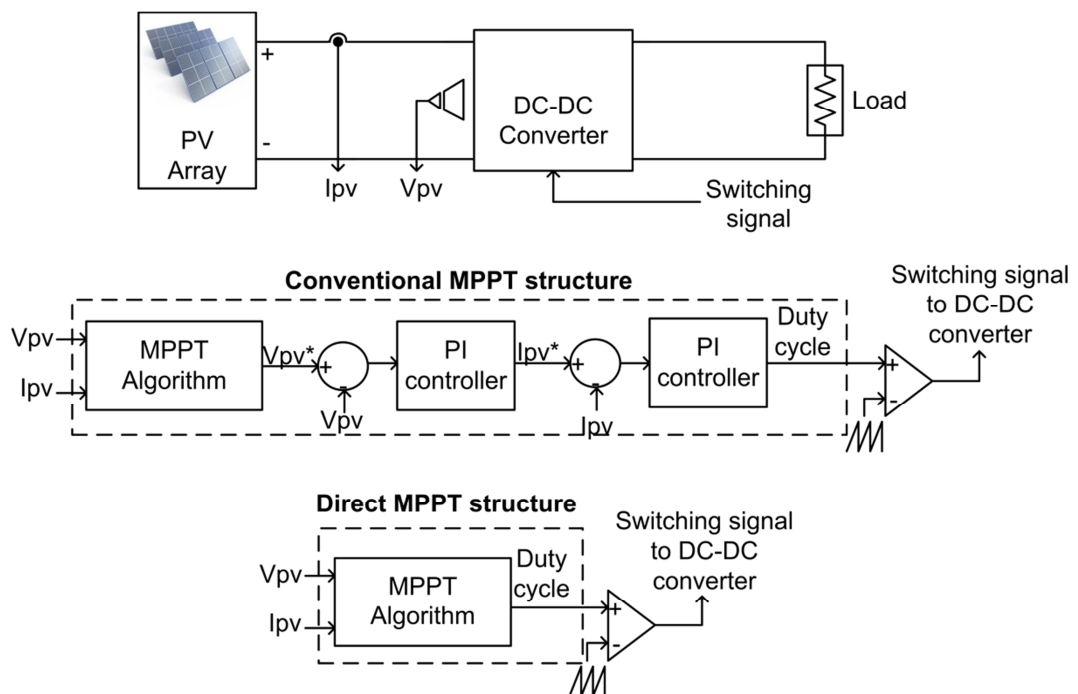 +
PV
Array
-
Ipv
Vpv
DC-DC
Converter
Load
Switching
signal
Conventional MPPT structure
Vpv
Ipv
MPPT
Algorithm
Vpv*
+
-
Vpv
PI
controller
Ipv*
+
-
Ipv
PI
controller
Duty
cycle
+
-
Switching signal
to DC-DC
converter
Direct MPPT structure
Vpv
Ipv
MPPT
Algorithm
Duty
cycle
+
-
Switching signal
to DC-DC
converter